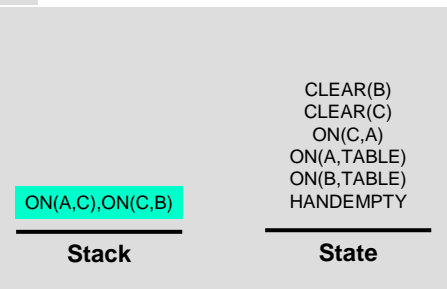 CLEAR(B)
CLEAR(C)
ON(C,A)
ON(A,TABLE)
ON(B,TABLE)
HANDEMPTY
ON(A,C),ON(C,B)
Stack
State